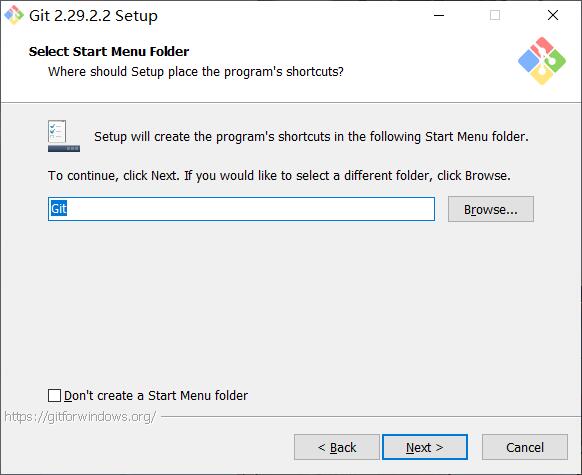 Git 2.29.2.2 Setup
Select Start Menu Folder
Where should Setup place the program's shortcuts?
Setup will create the program's shortcuts in the following Start Menu folder.
To continue, click Next. If you would like to select a different folder, click Browse.
Git
Browse...
Don't create a Start Menu folder
https://gitforwindows.org/
< Back
Next >
Cancel